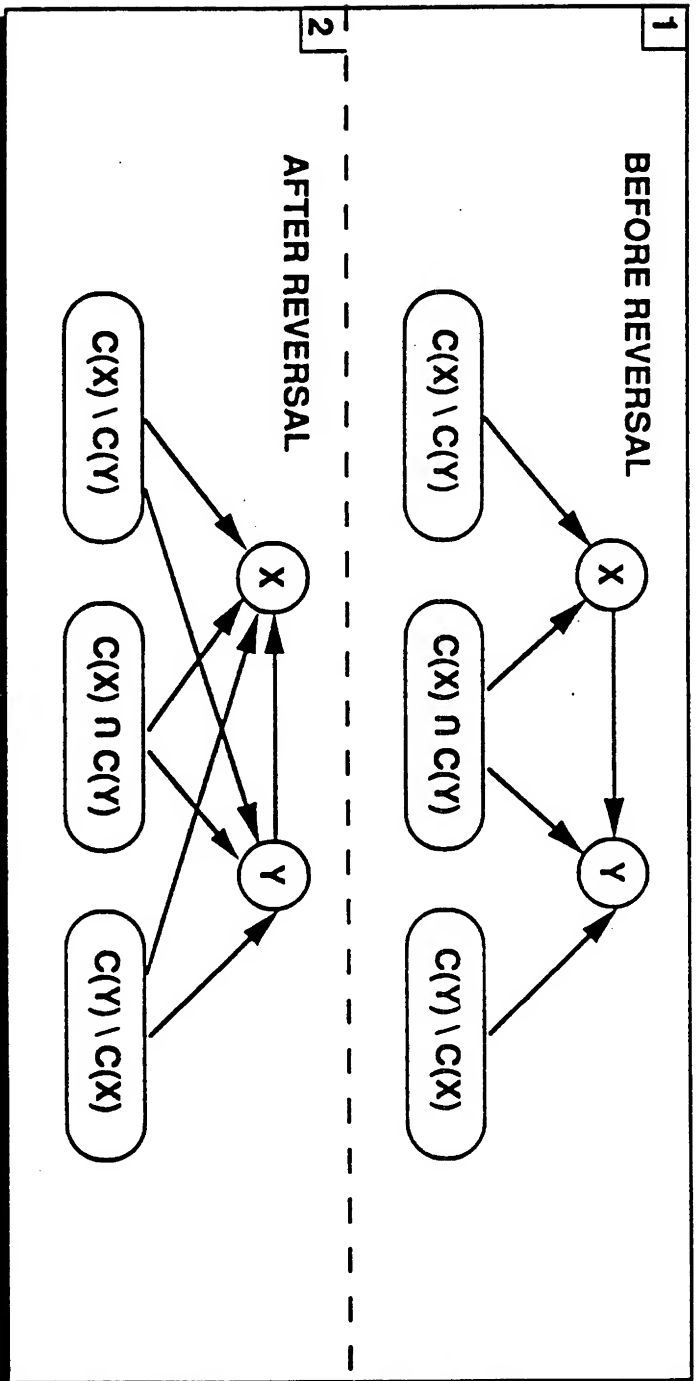 1
BEFORE REVERSAL
X
Y
C(X) \ C(Y)
C(X) ∩ C(Y)
C(Y) \ C(X)
2
AFTER REVERSAL
X
Y
C(X) \ C(Y)
C(X) ∩ C(Y)
C(Y) \ C(X)